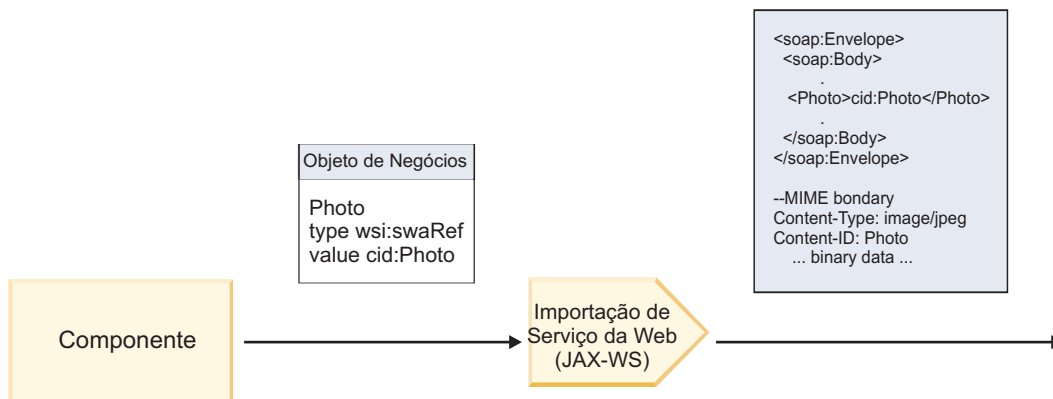 Componente
Objeto de Negócios
Photo
type wsi:swaRef
value cid:Photo
Importação de
Serviço da Web
(JAX-WS)
<soap:Envelope>
<soap:Body>
.
<Photo>cid:Photo</Photo>
.
</soap:Body>
</soap:Envelope>
--MIME bondary
Content-Type: image/jpeg
Content-ID: Photo
... binary data ...